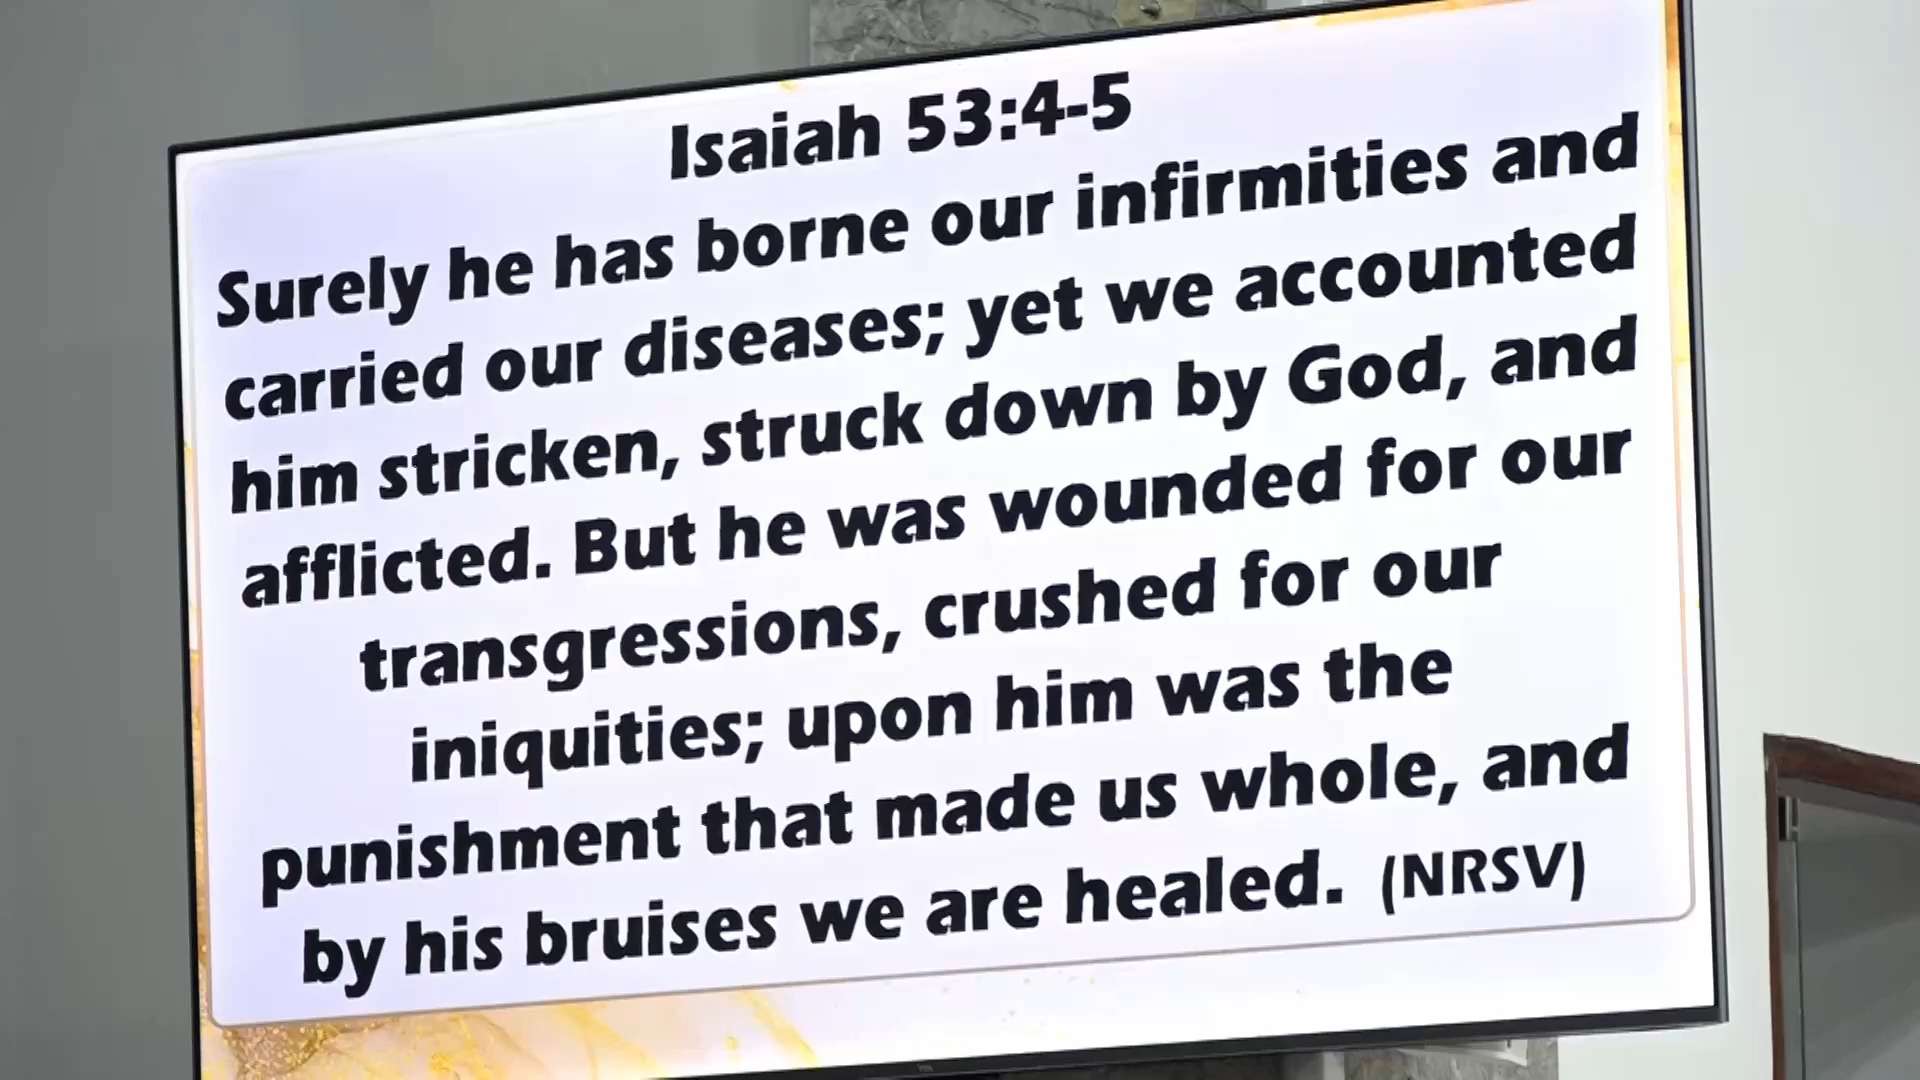 Isaiah 53:4-5
Surely he has borne our infirmities and
carried our diseases; yet we accounted
him stricken, struck down by God, and
afflicted. But he was wounded for our
transgressions, crushed for our
iniquities; upon him was the
punishment that made us whole, and
by his bruises we are healed. (NRSV)